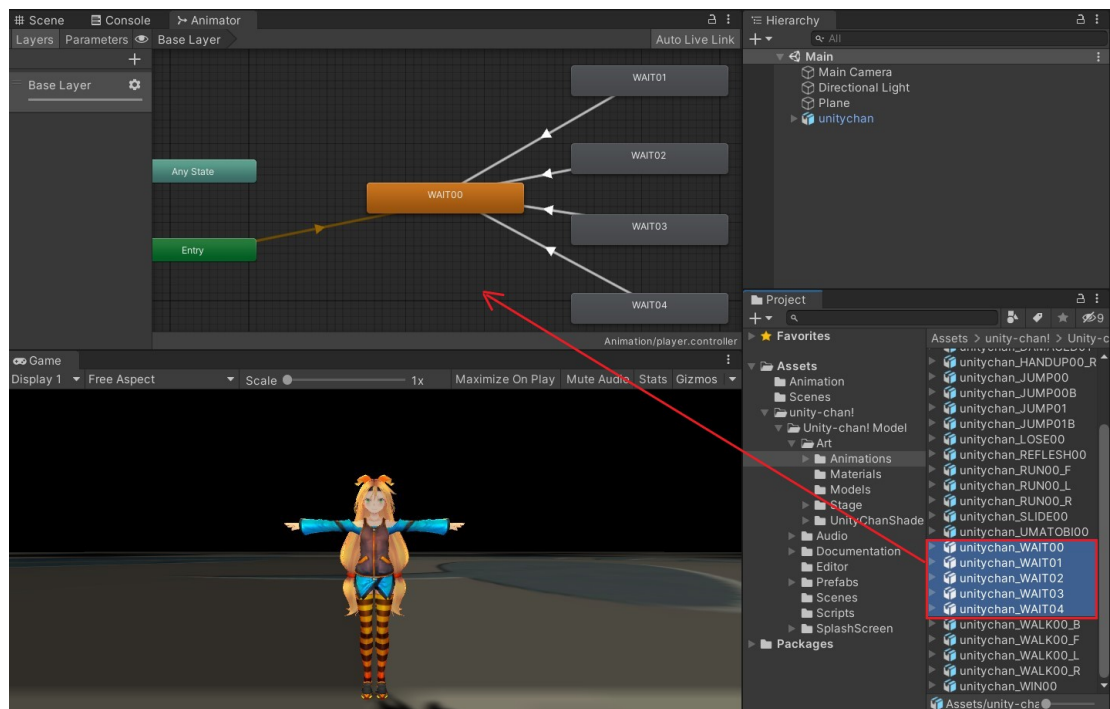 Scene Console Animator
Layers Parameters Base Layer Auto Live Link
Base Layer
WAIT01
WAIT02
Any State
WAIT00
WAIT03
Entry
WAIT04
Animation/player.controller
Game
Display 1 Free Aspect Scale 1x Maximize On Play Mute Audio Stats Gizmos
Hierarchy
All
Main
Main Camera
Directional Light
Plane
unitychan
Project
9
Favorites
Assets
Animation
Scenes
unity-chan!
Unity-chan! Model
Art
Animations
Materials
Models
Stage
UnityChanShade
Audio
Documentation
Editor
Prefabs
Scenes
Scripts
SplashScreen
Packages
Assets > unity-chan! > Unity-c
unitychan_DAMAGED01
unitychan_HANDUP00_R
unitychan_JUMP00
unitychan_JUMP00B
unitychan_JUMP01
unitychan_JUMP01B
unitychan_LOSE00
unitychan_REFLESH00
unitychan_RUN00_F
unitychan_RUN00_L
unitychan_RUN00_R
unitychan_SLIDE00
unitychan_UMATOBI00
unitychan_WAIT00
unitychan_WAIT01
unitychan_WAIT02
unitychan_WAIT03
unitychan_WAIT04
unitychan_WALK00_B
unitychan_WALK00_F
unitychan_WALK00_L
unitychan_WALK00_R
unitychan_WIN00
Assets/unity-cha